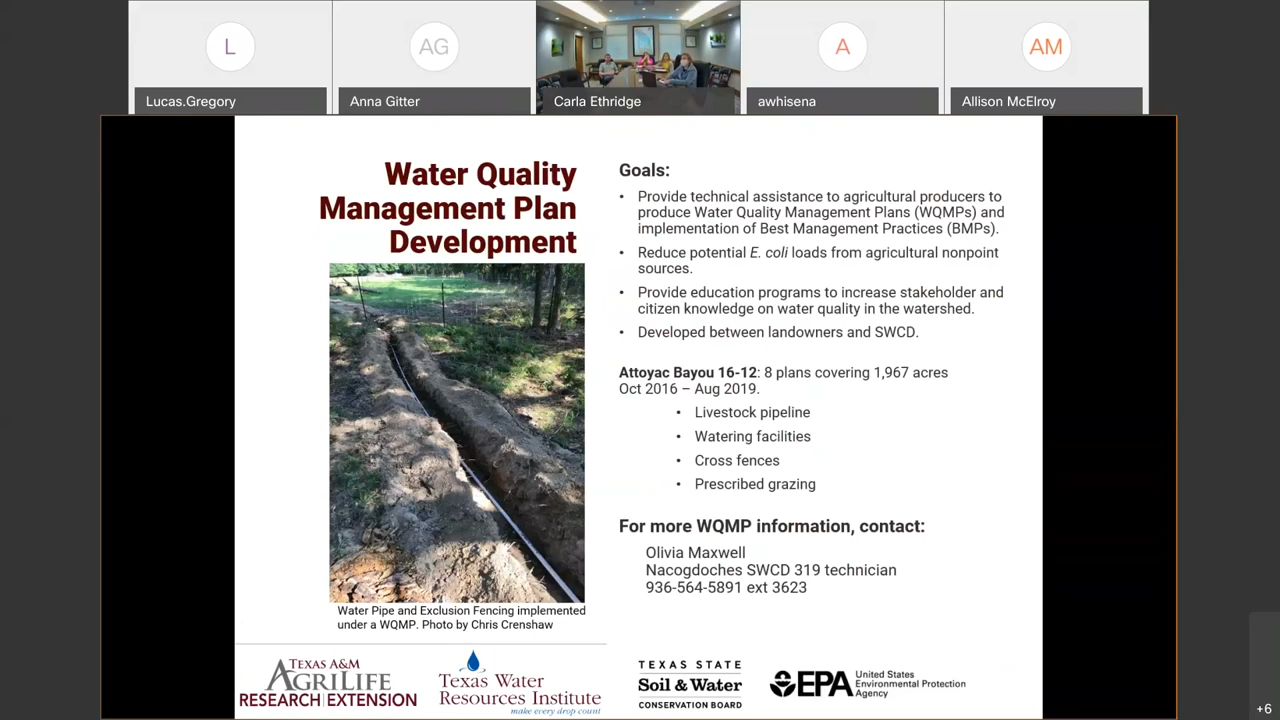 L
AG
A
AM
Lucas.Gregory
Anna Gitter
Carla Ethridge
awhisena
Allison McElroy
Water Quality
Management Plan
Development
Water Pipe and Exclusion Fencing implemented
under a WQMP. Photo by Chris Crenshaw
Goals:
• Provide technical assistance to agricultural producers to
produce Water Quality Management Plans (WQMPs) and
implementation of Best Management Practices (BMPs).
• Reduce potential E. coli loads from agricultural nonpoint
sources.
• Provide education programs to increase stakeholder and
citizen knowledge on water quality in the watershed.
• Developed between landowners and SWCD.
Attoyac Bayou 16-12: 8 plans covering 1,967 acres
Oct 2016 – Aug 2019.
• Livestock pipeline
• Watering facilities
• Cross fences
• Prescribed grazing
For more WQMP information, contact:
Olivia Maxwell
Nacogdoches SWCD 319 technician
936-564-5891 ext 3623
TEXAS A&M
AGRILIFE
RESEARCH | EXTENSION
Texas Water
Resources Institute
make every drop count
TEXAS STATE
Soil & Water
CONSERVATION BOARD
EPA
United States
Environmental Protection
Agency
+6